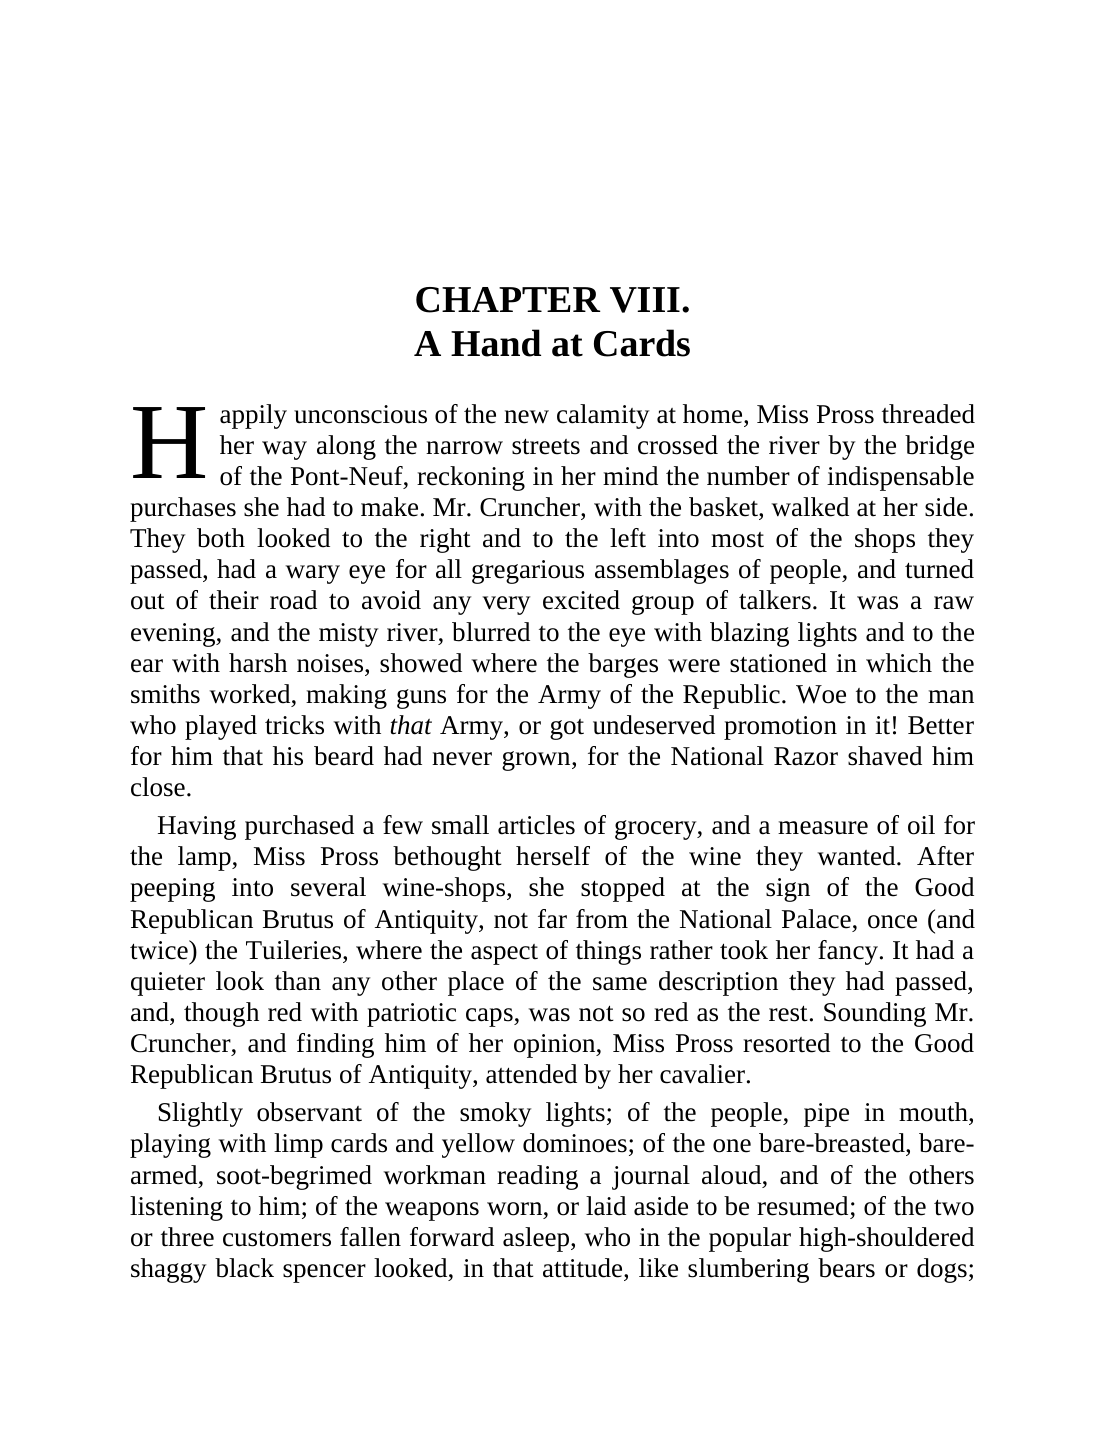 CHAPTER VIII.
A Hand at Cards
Happily unconscious of the new calamity at home, Miss Pross threaded
her way along the narrow streets and crossed the river by the bridge
of the Pont-Neuf, reckoning in her mind the number of indispensable
purchases she had to make. Mr. Cruncher, with the basket, walked at her side.
They both looked to the right and to the left into most of the shops they
passed, had a wary eye for all gregarious assemblages of people, and turned
out of their road to avoid any very excited group of talkers. It was a raw
evening, and the misty river, blurred to the eye with blazing lights and to the
ear with harsh noises, showed where the barges were stationed in which the
smiths worked, making guns for the Army of the Republic. Woe to the man
who played tricks with that Army, or got undeserved promotion in it! Better
for him that his beard had never grown, for the National Razor shaved him
close.
Having purchased a few small articles of grocery, and a measure of oil for
the lamp, Miss Pross bethought herself of the wine they wanted. After
peeping into several wine-shops, she stopped at the sign of the Good
Republican Brutus of Antiquity, not far from the National Palace, once (and
twice) the Tuileries, where the aspect of things rather took her fancy. It had a
quieter look than any other place of the same description they had passed,
and, though red with patriotic caps, was not so red as the rest. Sounding Mr.
Cruncher, and finding him of her opinion, Miss Pross resorted to the Good
Republican Brutus of Antiquity, attended by her cavalier.
Slightly observant of the smoky lights; of the people, pipe in mouth,
playing with limp cards and yellow dominoes; of the one bare-breasted, bare-
armed, soot-begrimed workman reading a journal aloud, and of the others
listening to him; of the weapons worn, or laid aside to be resumed; of the two
or three customers fallen forward asleep, who in the popular high-shouldered
shaggy black spencer looked, in that attitude, like slumbering bears or dogs;